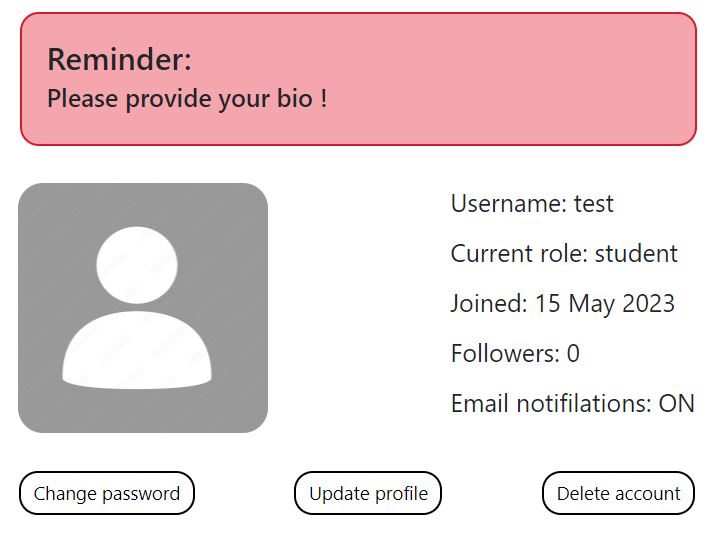 Reminder:
Please provide your bio !
Username: test
Current role: student
Joined: 15 May 2023
Followers: 0
Email notifilations: ON
Change password
Update profile
Delete account